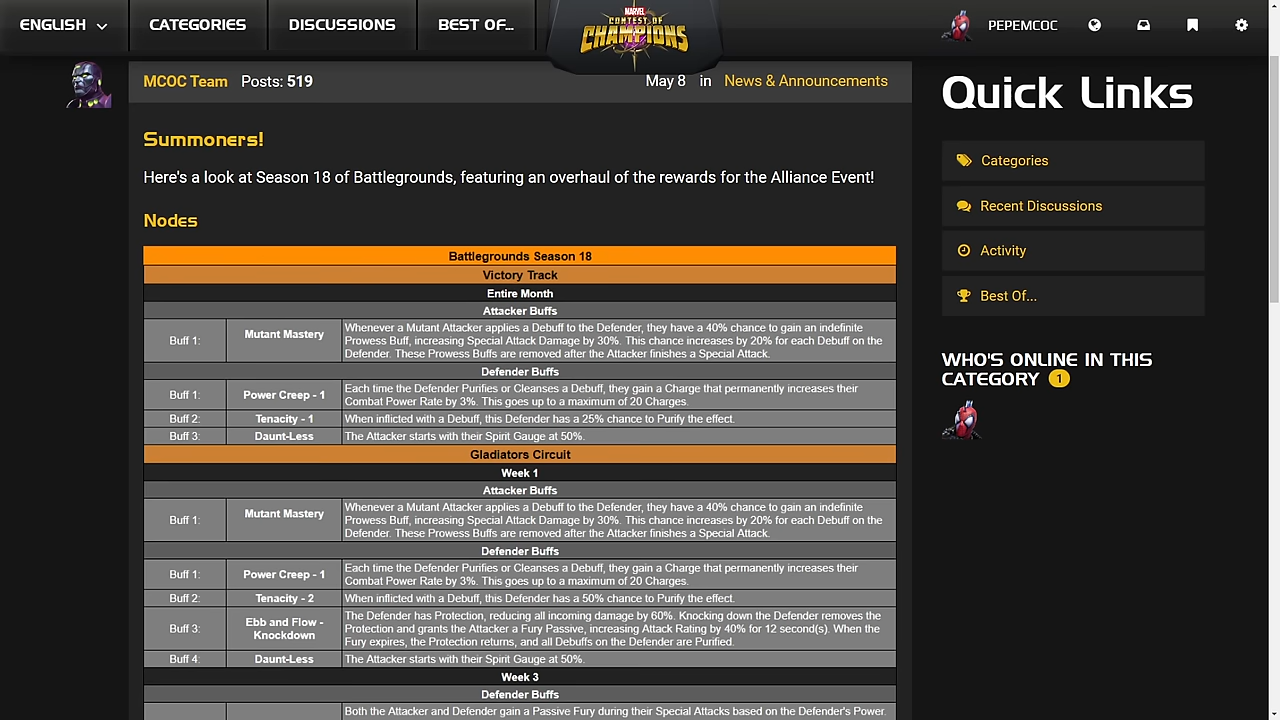 ENGLISH
CATEGORIES
DISCUSSIONS
BEST OF...
MARVEL
CONTEST OF
CHAMPIONS
PEPEMCOC
MCOC Team Posts: 519 May 8 in News & Announcements
Summoners!
Here's a look at Season 18 of Battlegrounds, featuring an overhaul of the rewards for the Alliance Event!
Nodes
Battlegrounds Season 18
Victory Track
Entire Month
Attacker Buffs
Buff 1: Mutant Mastery
Whenever a Mutant Attacker applies a Debuff to the Defender, they have a 40% chance to gain an indefinite
Prowess Buff, increasing Special Attack Damage by 30%. This chance increases by 20% for each Debuff on the
Defender. These Prowess Buffs are removed after the Attacker finishes a Special Attack.
Defender Buffs
Buff 1: Power Creep - 1
Each time the Defender Purifies or Cleanses a Debuff, they gain a Charge that permanently increases their
Combat Power Rate by 3%. This goes up to a maximum of 20 Charges.
Buff 2: Tenacity - 1 When inflicted with a Debuff, this Defender has a 25% chance to Purify the effect.
Buff 3: Daunt-Less The Attacker starts with their Spirit Gauge at 50%.
Gladiators Circuit
Week 1
Attacker Buffs
Buff 1: Mutant Mastery
Whenever a Mutant Attacker applies a Debuff to the Defender, they have a 40% chance to gain an indefinite
Prowess Buff, increasing Special Attack Damage by 30%. This chance increases by 20% for each Debuff on the
Defender. These Prowess Buffs are removed after the Attacker finishes a Special Attack.
Defender Buffs
Buff 1: Power Creep - 1
Each time the Defender Purifies or Cleanses a Debuff, they gain a Charge that permanently increases their
Combat Power Rate by 3%. This goes up to a maximum of 20 Charges.
Buff 2: Tenacity - 2 When inflicted with a Debuff, this Defender has a 50% chance to Purify the effect.
Buff 3: Ebb and Flow -
Knockdown
The Defender has Protection, reducing all incoming damage by 60%. Knocking down the Defender removes the
Protection and grants the Attacker a Fury Passive, increasing Attack Rating by 40% for 12 second(s). When the
Fury expires, the Protection returns, and all Debuffs on the Defender are Purified.
Buff 4: Daunt-Less The Attacker starts with their Spirit Gauge at 50%.
Week 3
Defender Buffs
Both the Attacker and Defender gain a Passive Fury during their Special Attacks based on the Defender's Power.
Quick Links
Categories
Recent Discussions
Activity
Best Of...
WHO'S ONLINE IN THIS
CATEGORY 1